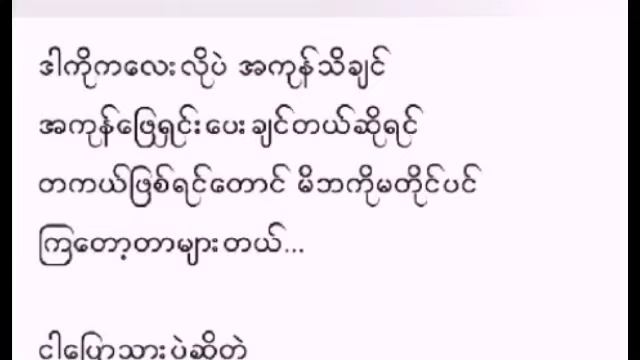 ဒါကိုကလေးလိုပဲ အကုန်သိချင်
အကုန်ဖြေရှင်းပေးချင်တယ်ဆိုရင်
တကယ်ဖြစ်ရင်တောင် မိဘကိုမတိုင်ပင်
ကြတော့တာများတယ်...
ငါပြောသားပဲဆိုတဲ့